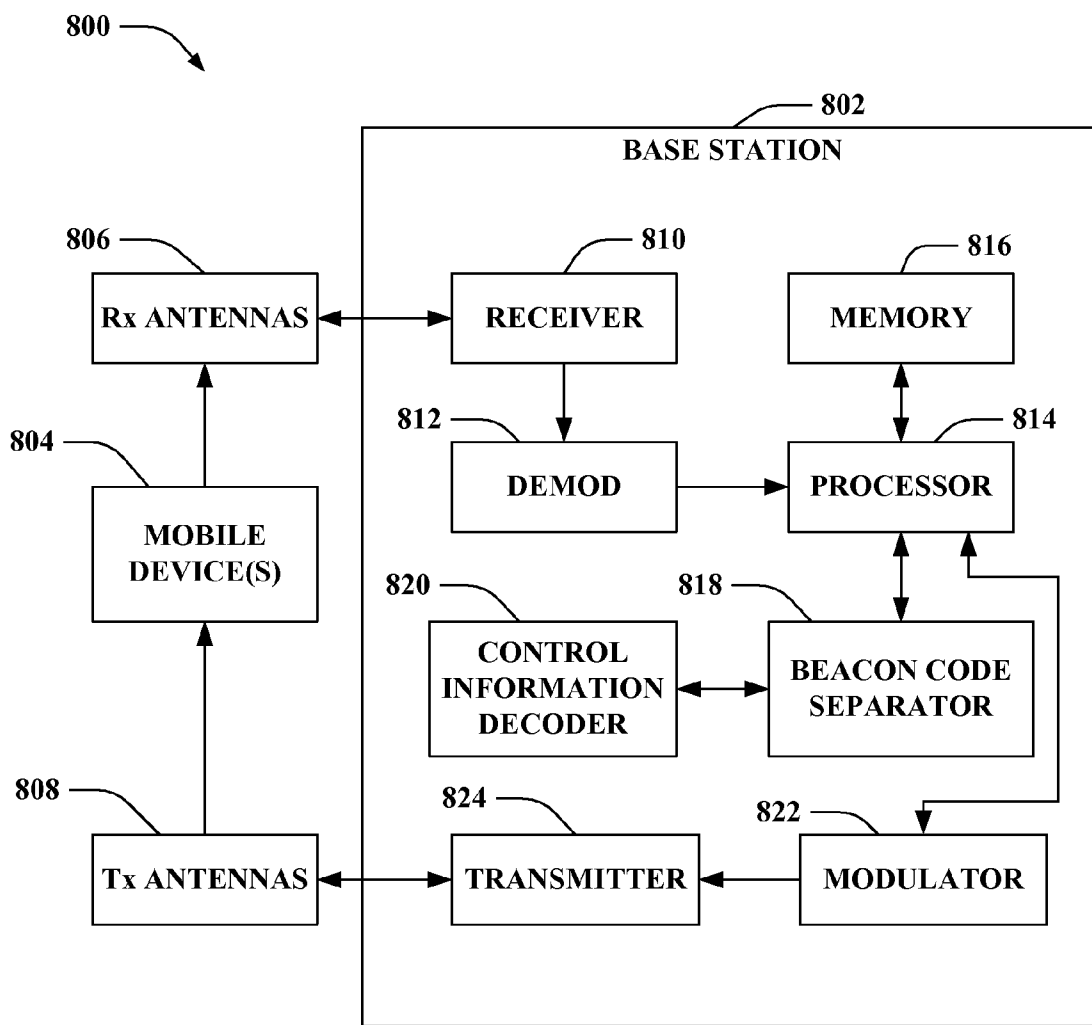 800
802
BASE STATION
806
810
816
Rx ANTENNAS
RECEIVER
MEMORY
804
812
814
MOBILE
DEVICE(S)
DEMOD
PROCESSOR
820
818
CONTROL
INFORMATION
DECODER
BEACON CODE
SEPARATOR
808
824
822
Tx ANTENNAS
TRANSMITTER
MODULATOR